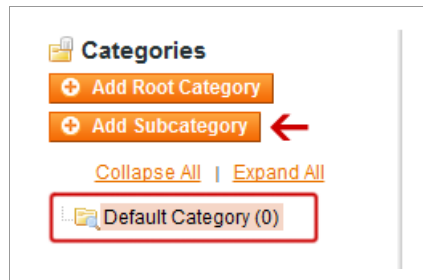 Categories
Add Root Category
Add Subcategory
Collapse All | Expand All
Default Category (0)